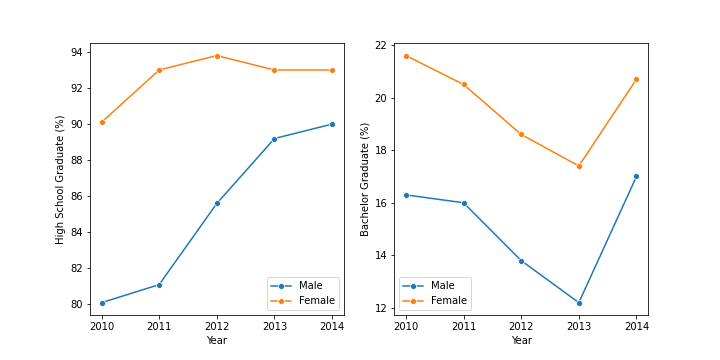 High School Graduate (%)
94
92
90
88
86
84
82
80
2010 2011 2012 2013 2014
Year
Male
Female
Bachelor Graduate (%)
22
20
18
16
14
12
2010 2011 2012 2013 2014
Year
Male
Female